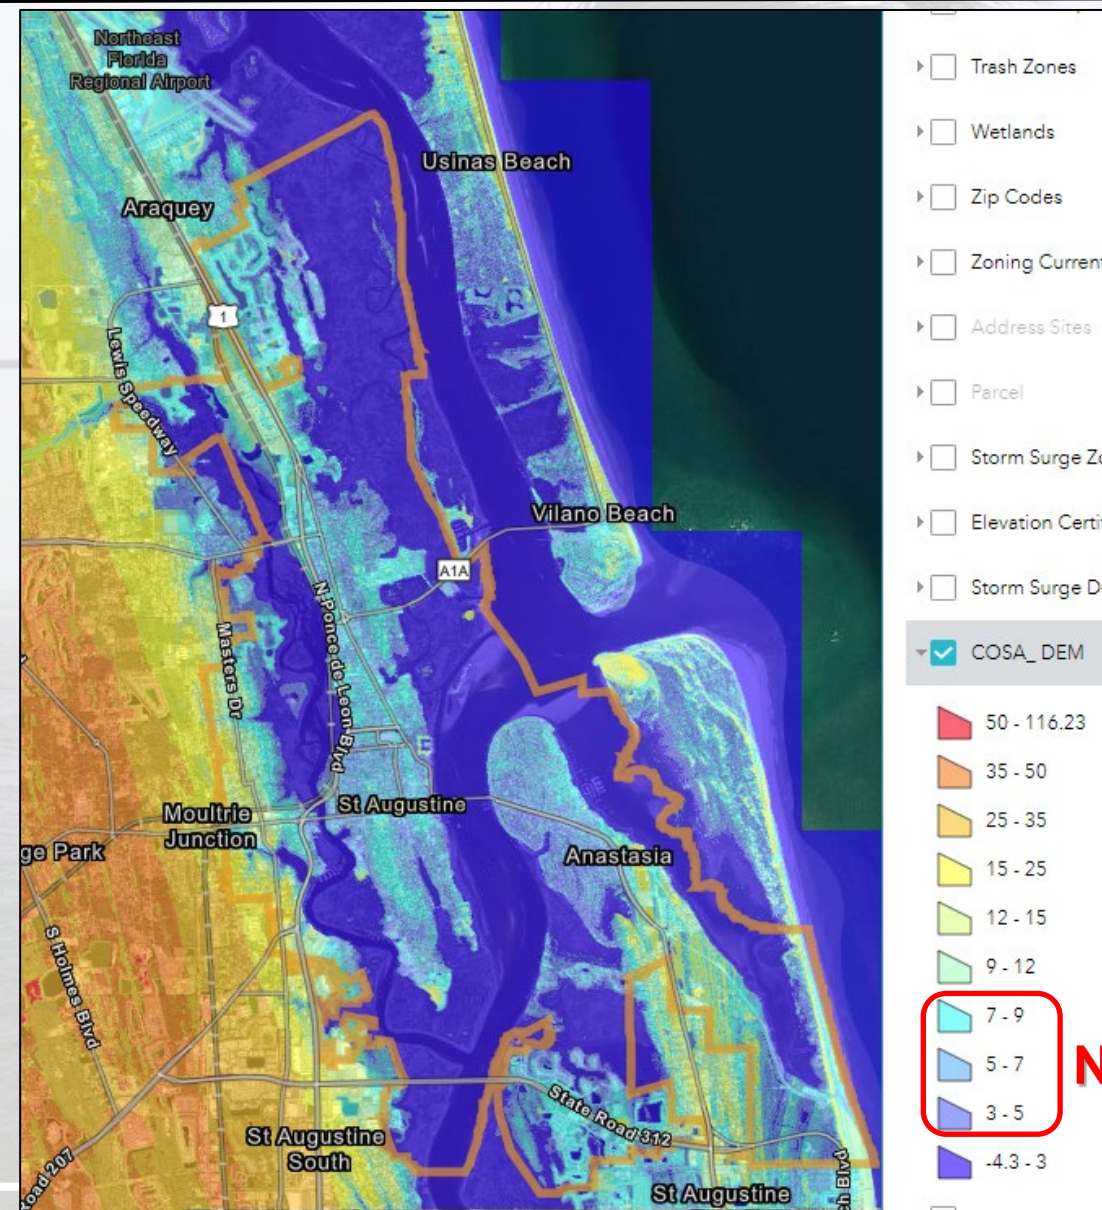 Northeast
Florida
Regional Airport
Usinas Beach
Araquey
1
Lewis Speedway
Vilano Beach
A1A
N Ponce de Leon Blvd
Masters Dr
St Augustine
Moultrie
Junction
ge Park
Anastasia
S Holmes Blvd
State Road 312
St Augustine
South
oad 207
St Augustine
ch Blvd
Trash Zones
Wetlands
Zip Codes
Zoning Current
Address Sites
Parcel
Storm Surge Zo
Elevation Certi
Storm Surge D
COSA_ DEM
50 - 116.23
35 - 50
25 - 35
15 - 25
12 - 15
9 - 12
7 - 9
5 - 7
3 - 5
-4.3 - 3
N